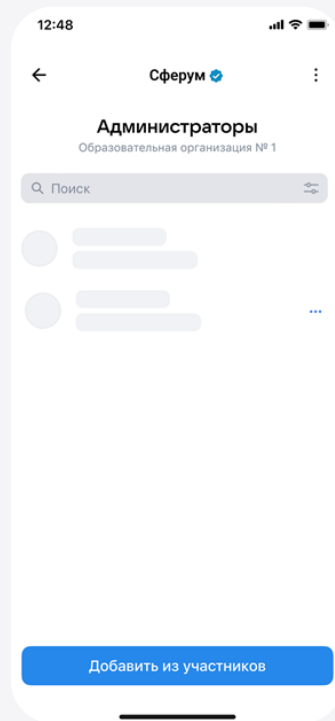 12:48
Сферум
Администраторы
Образовательная организация № 1
Поиск
Добавить из участников